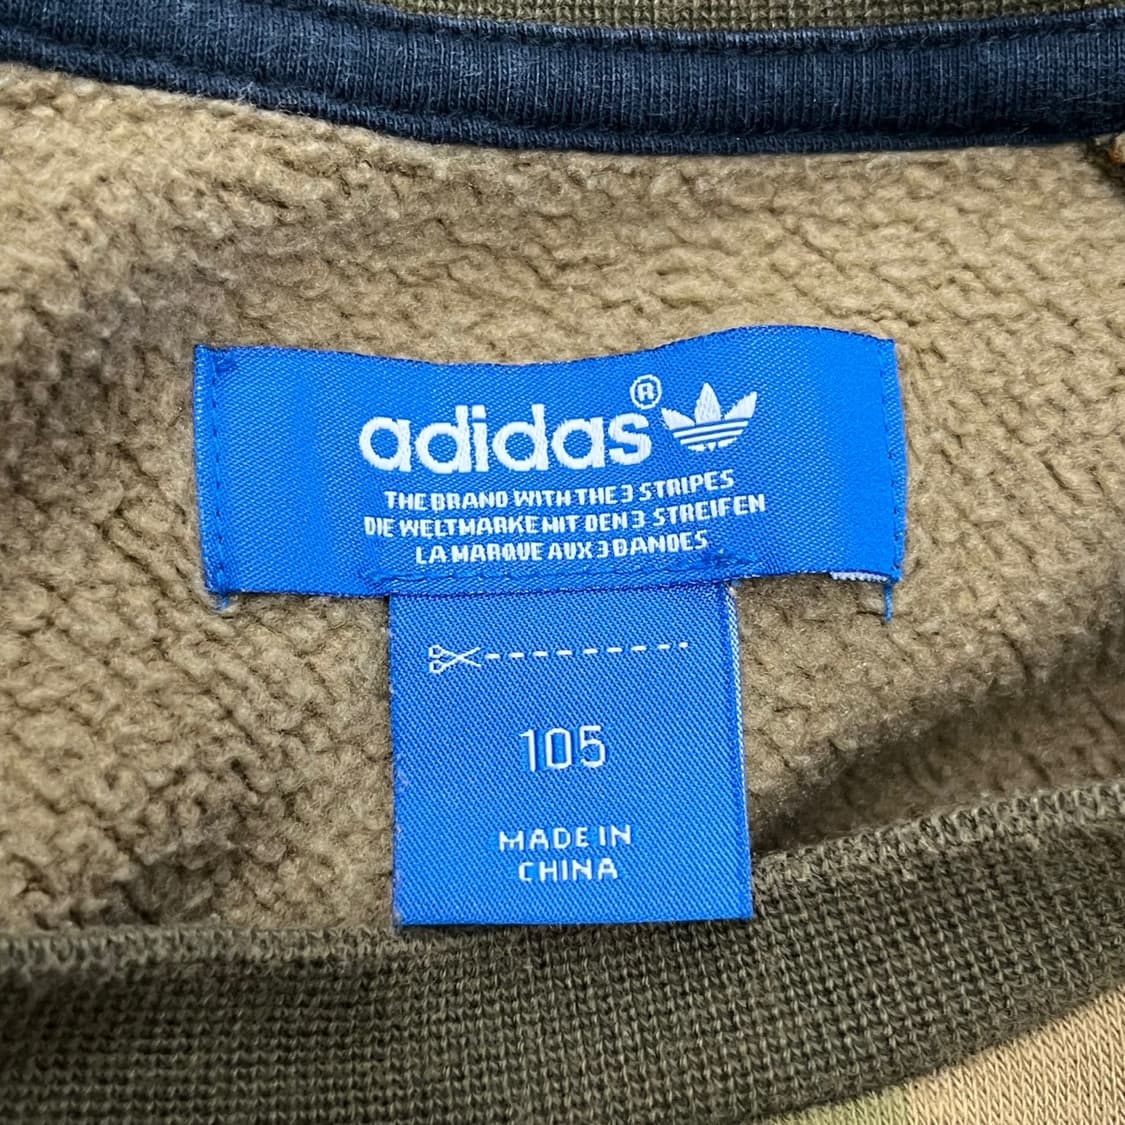 adidas®
THE BRAND WITH THE 3 STRIPES
DIE WELTMARKE MIT DEN 3 STREIFEN
LA MARQUE AUX 3 BANDES
105
MADE IN
CHINA